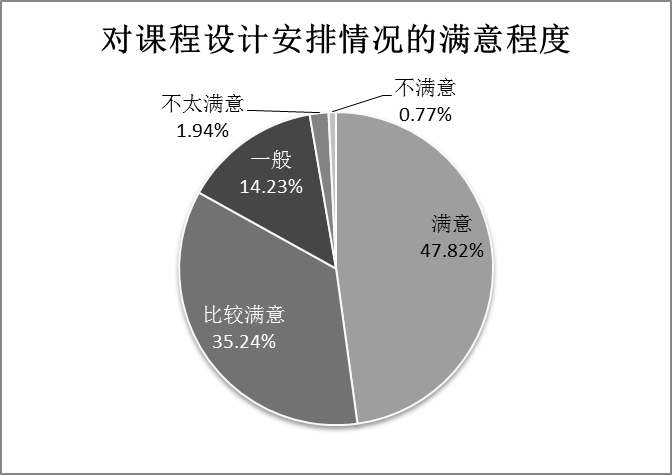 对课程设计安排情况的满意程度
不满意
0.77%
不太满意
1.94%
一般
14.23%
满意
47.82%
比较满意
35.24%